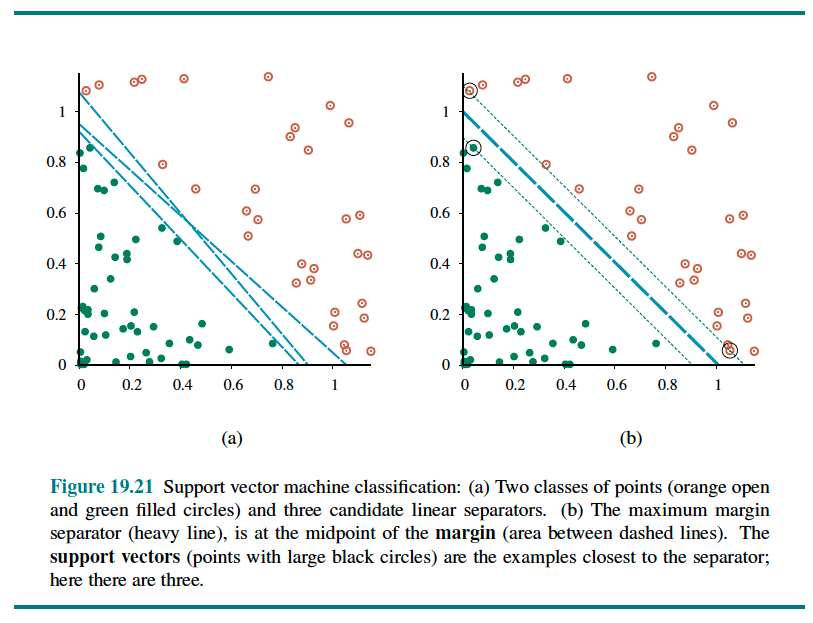 1
0.8
0.6
0.4
0.2
0
0 0.2 0.4 0.6 0.8 1
(a)
1
0.8
0.6
0.4
0.2
0
0 0.2 0.4 0.6 0.8 1
(b)
Figure 19.21 Support vector machine classification: (a) Two classes of points (orange open
and green filled circles) and three candidate linear separators. (b) The maximum margin
separator (heavy line), is at the midpoint of the margin (area between dashed lines). The
support vectors (points with large black circles) are the examples closest to the separator;
here there are three.